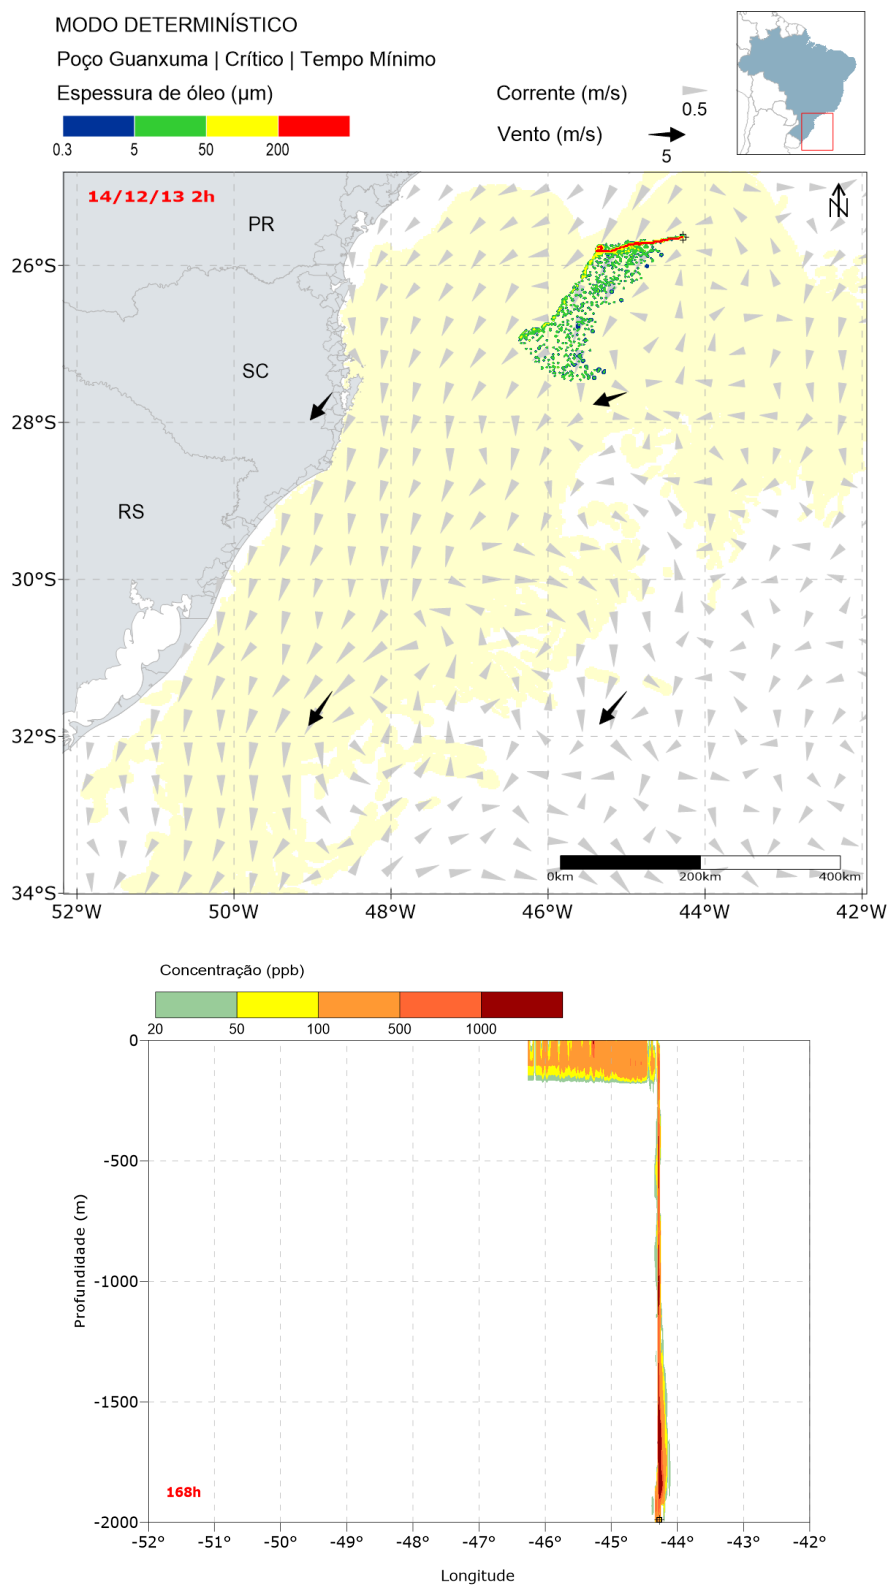 MODO DETERMINÍSTICO
Poço Guanxuma | Crítico | Tempo Mínimo
Espessura de óleo (µm)
0.3 5 50 200
Corrente (m/s)
0.5
Vento (m/s)
5
14/12/13 2h
N
PR
SC
RS
26°S
28°S
30°S
32°S
34°S
0km 200km 400km
52°W 50°W 48°W 46°W 44°W 42°W
Concentração (ppb)
20 50 100 500 1000
0
-500
-1000
-1500
-2000
Profundidade (m)
168h
-52° -51° -50° -49° -48° -47° -46° -45° -44° -43° -42°
Longitude